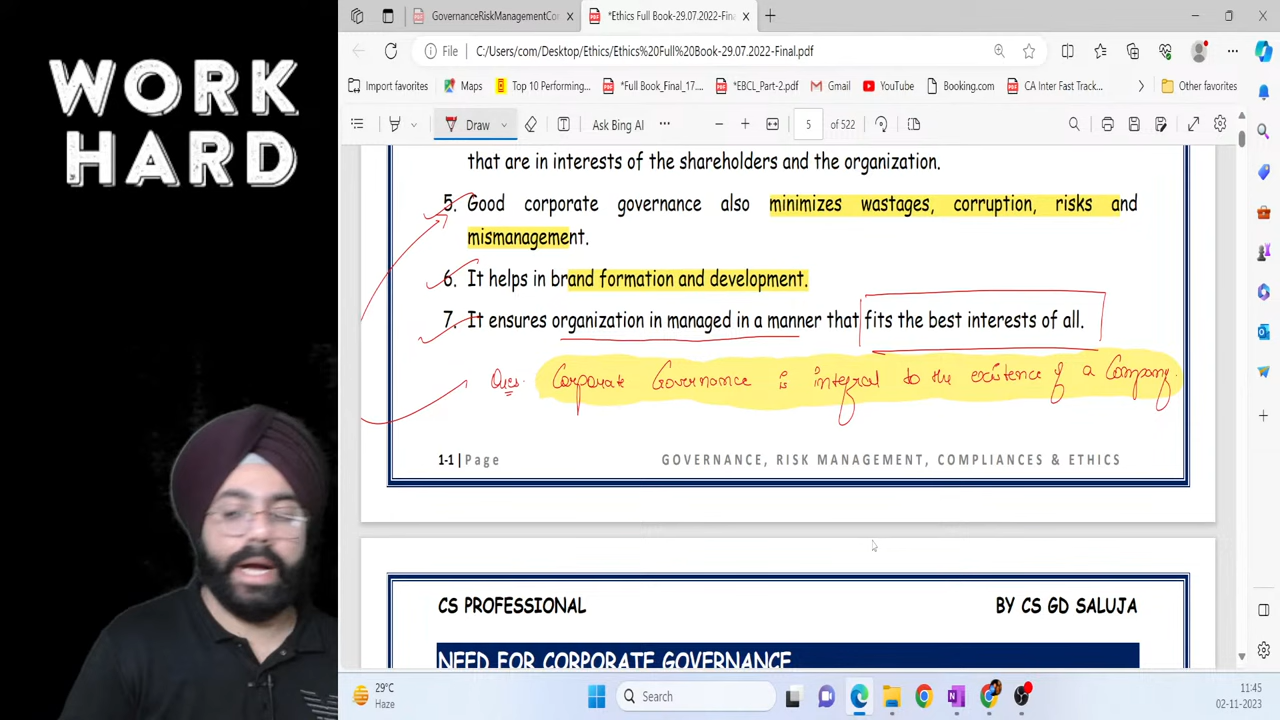 WORK
HARD
GovernanceRiskManagementCo
*Ethics Full Book-29.07.2022-Fina
File
C:/Users/com/Desktop/Ethics/Ethics%20Full%20Book-29.07.2022-Final.pdf
Import favorites
Maps
Top 10 Performing...
*Full Book_Final_17....
*EBCL_Part-2.pdf
Gmail
YouTube
Booking.com
CA Inter Fast Track...
Other favorites
Draw
Ask Bing AI
5 of 522
that are in interests of the shareholders and the organization.
5. Good corporate governance also minimizes wastages, corruption, risks and
mismanagement.
6. It helps in brand formation and development.
7. It ensures organization in managed in a manner that fits the best interests of all.
Ques. Corporate Governance is integral to the existence of a Company.
1-1 | Page
GOVERNANCE, RISK MANAGEMENT, COMPLIANCES & ETHICS
CS PROFESSIONAL
BY CS GD SALUJA
NEED FOR CORPORATE GOVERNANCE
29°C
Haze
Search
11:45
02-11-2023